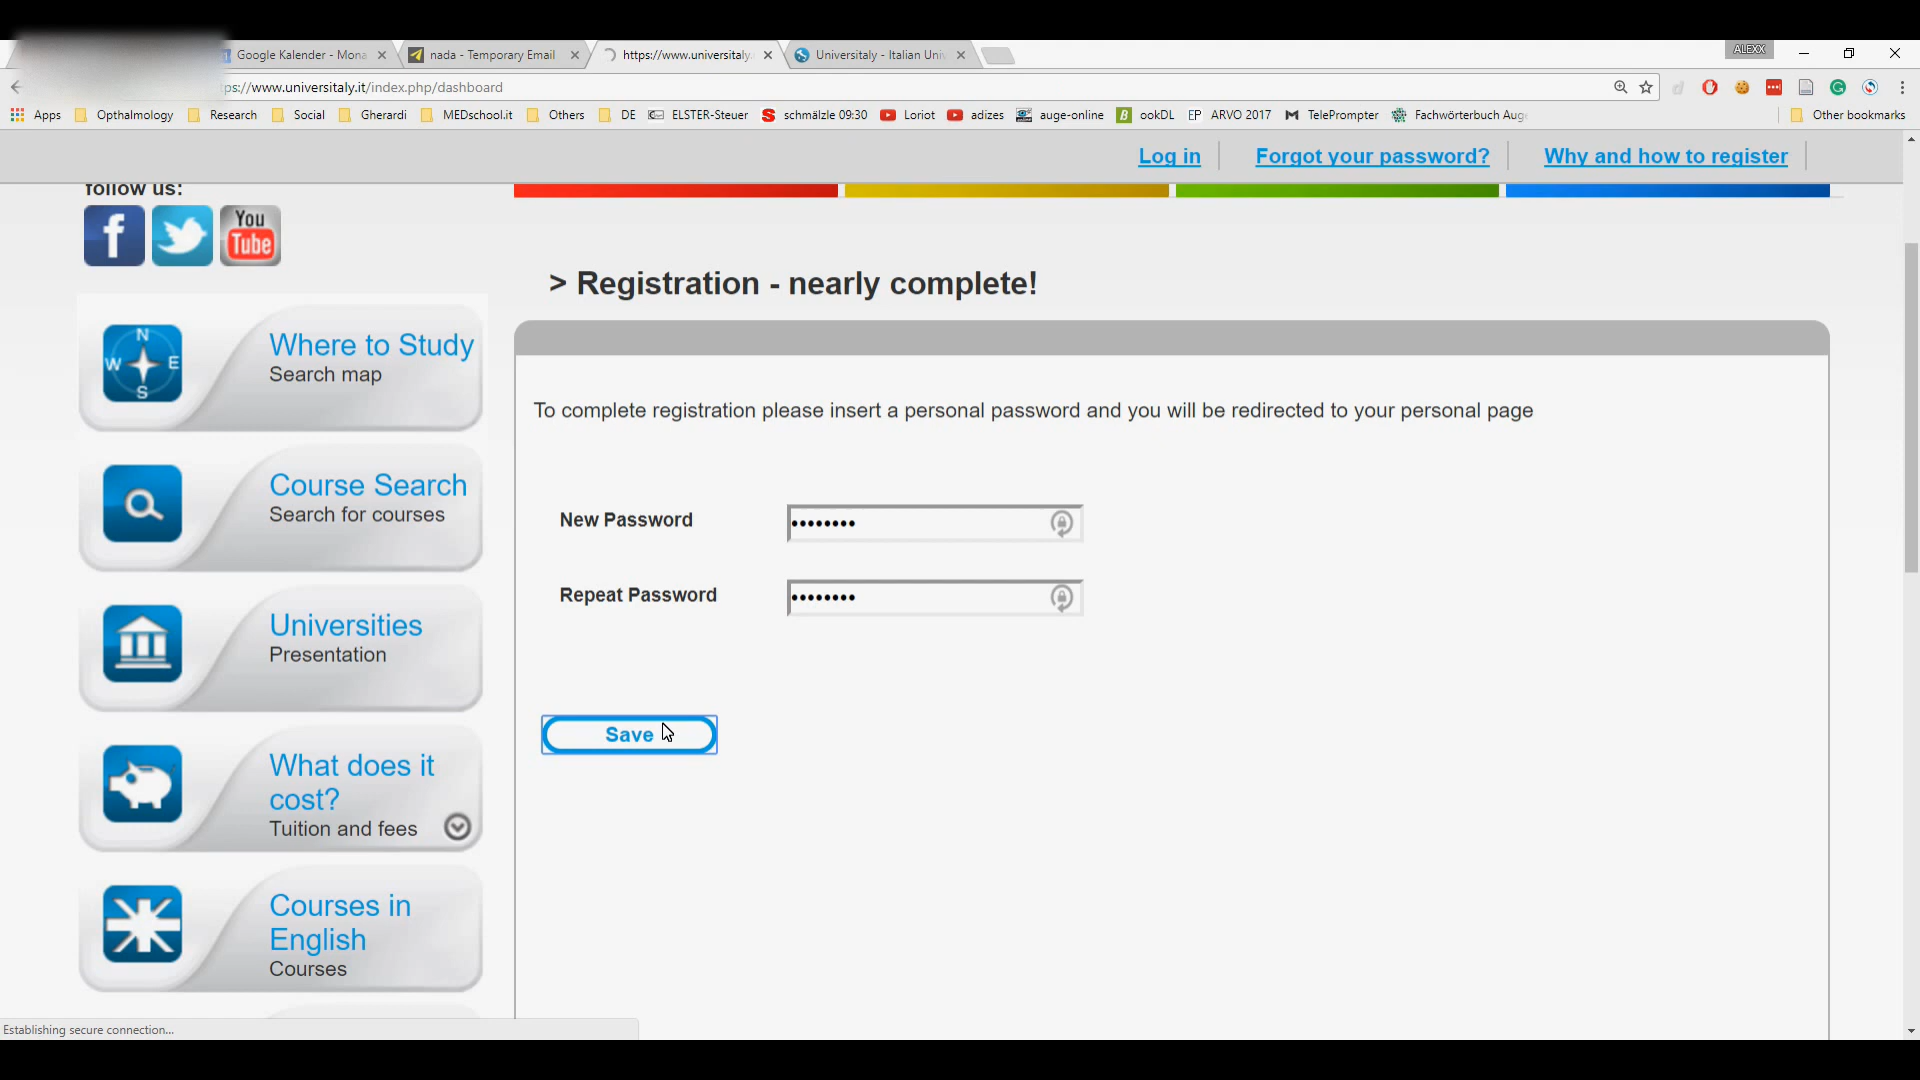 Google Kalender - Mona
nada - Temporary Email
https://www.universitaly.
Universitaly - Italian Uni
ALEXX
ps://www.universitaly.it/index.php/dashboard
Apps Opthalmology Research Social Gherardi MEDschool.it Others DE ELSTER-Steuer schmälzle 09:30 Loriot adizes auge-online ookDL EP ARVO 2017 TelePrompter Fachwörterbuch Auge Other bookmarks
Log in Forgot your password? Why and how to register
follow us:
You
Tube
> Registration - nearly complete!
N
W E
S
Where to Study
Search map
To complete registration please insert a personal password and you will be redirected to your personal page
Course Search
Search for courses
New Password
Repeat Password
Universities
Presentation
Save
What does it
cost?
Tuition and fees
Courses in
English
Courses
Establishing secure connection...